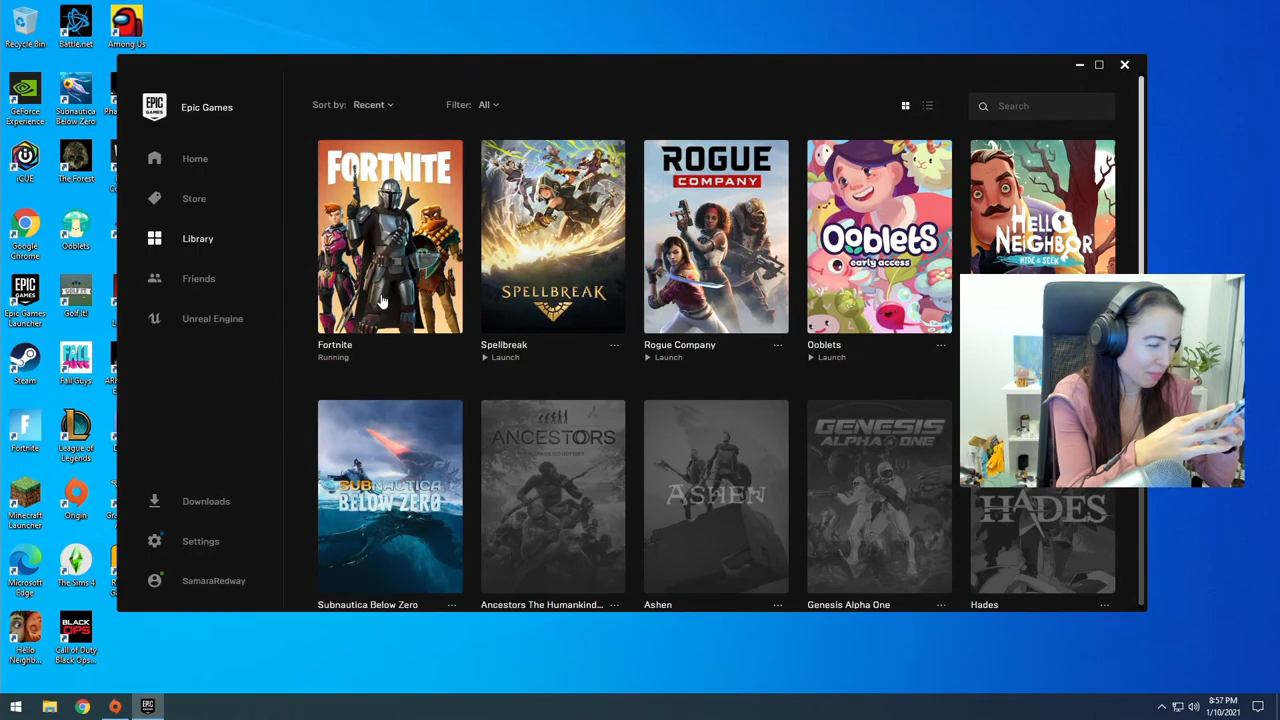 Recycle Bin
Battle.net
Among Us
GeForce Experience
Subnautica Below Zero
iCUE
The Forest
Google Chrome
Ooblets
Epic Games Launcher
Golf It!
Steam
Fall Guys
Fortnite
League of Legends
Minecraft Launcher
Origin
Microsoft Edge
The Sims 4
Hello Neighb...
Call of Duty Black Ops...
EPIC GAMES
Epic Games
Home
Store
Library
Friends
Unreal Engine
Downloads
Settings
SamaraRedway
Sort by: Recent
Filter: All
Search
FORTNITE
SPELLBREAK
ROGUE COMPANY
Ooblets
early access
HELLO NEIGHBOR
HIDE & SEEK
Fortnite
Running
Spellbreak
Launch
Rogue Company
Launch
Ooblets
Launch
SUBNAUTICA
BELOW ZERO
ANCESTORS
ASHEN
GENESIS
ALPHA ONE
HADES
Subnautica Below Zero
Ancestors The Humankind...
Ashen
Genesis Alpha One
Hades
8:57 PM
1/10/2021